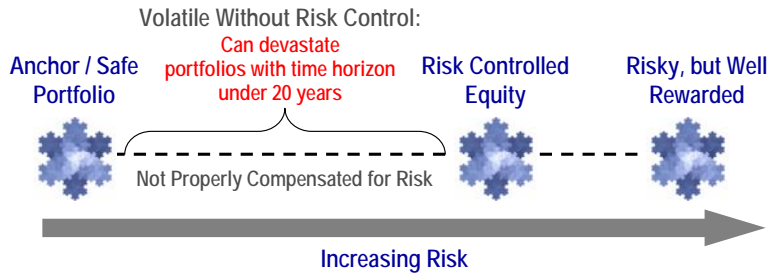 Volatile Without Risk Control:
Can devastate
portfolios with time horizon
under 20 years
Anchor / Safe
Portfolio
Risk Controlled
Equity
Risky, but Well
Rewarded
Not Properly Compensated for Risk
Increasing Risk